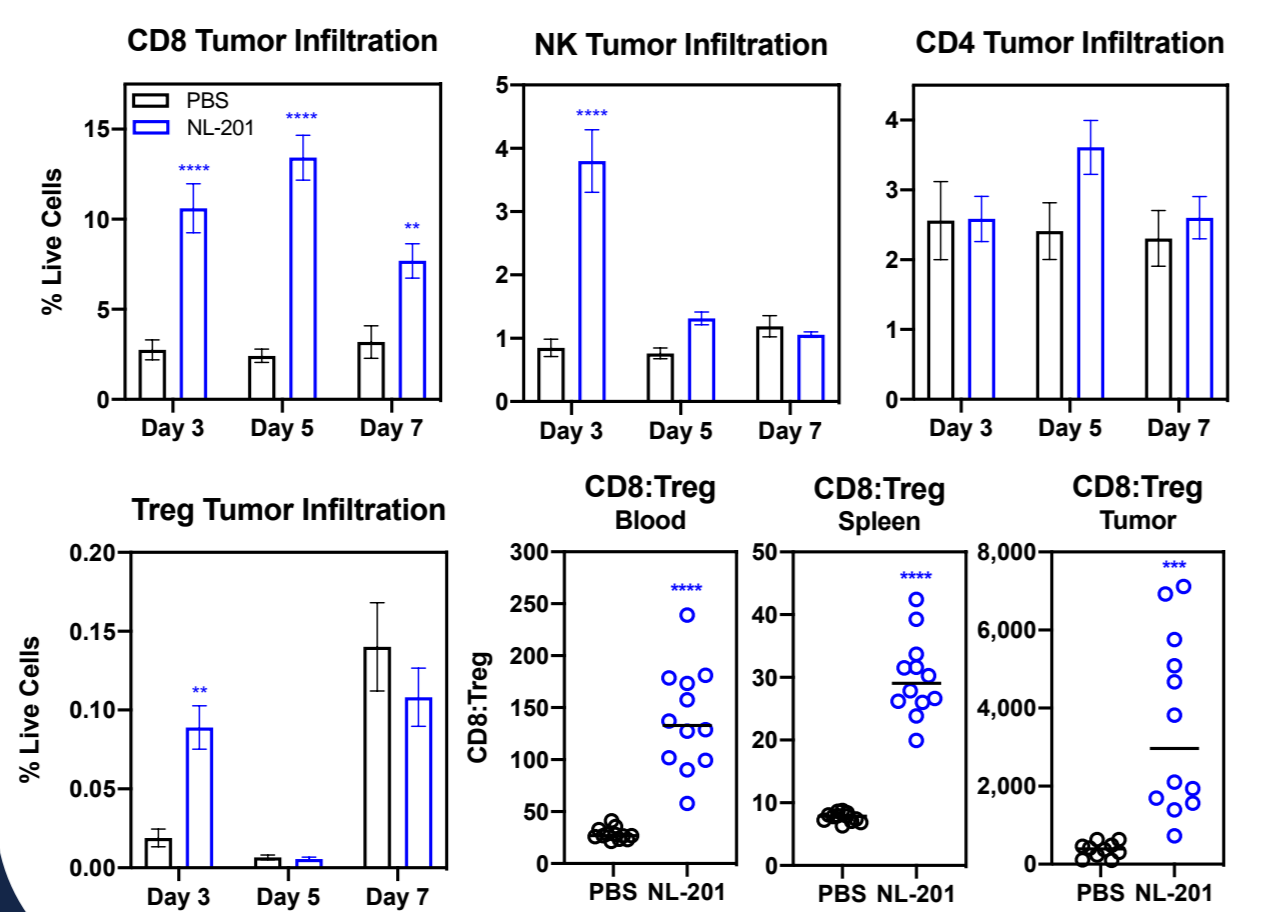 CD8 Tumor Infiltration
% Live Cells
PBS
NL-201
15
10
5
0
****
****
**
Day 3 Day 5 Day 7
NK Tumor Infiltration
5
4
3
2
1
0
****
Day 3 Day 5 Day 7
CD4 Tumor Infiltration
4
3
2
1
0
Day 3 Day 5 Day 7
Treg Tumor Infiltration
% Live Cells
0.20
0.15
0.10
0.05
0.00
**
Day 3 Day 5 Day 7
CD8:Treg
Blood
CD8:Treg
300
250
200
150
100
50
0
****
PBS NL-201
CD8:Treg
Spleen
50
40
30
20
10
0
****
PBS NL-201
CD8:Treg
Tumor
8,000
6,000
4,000
2,000
0
***
PBS NL-201